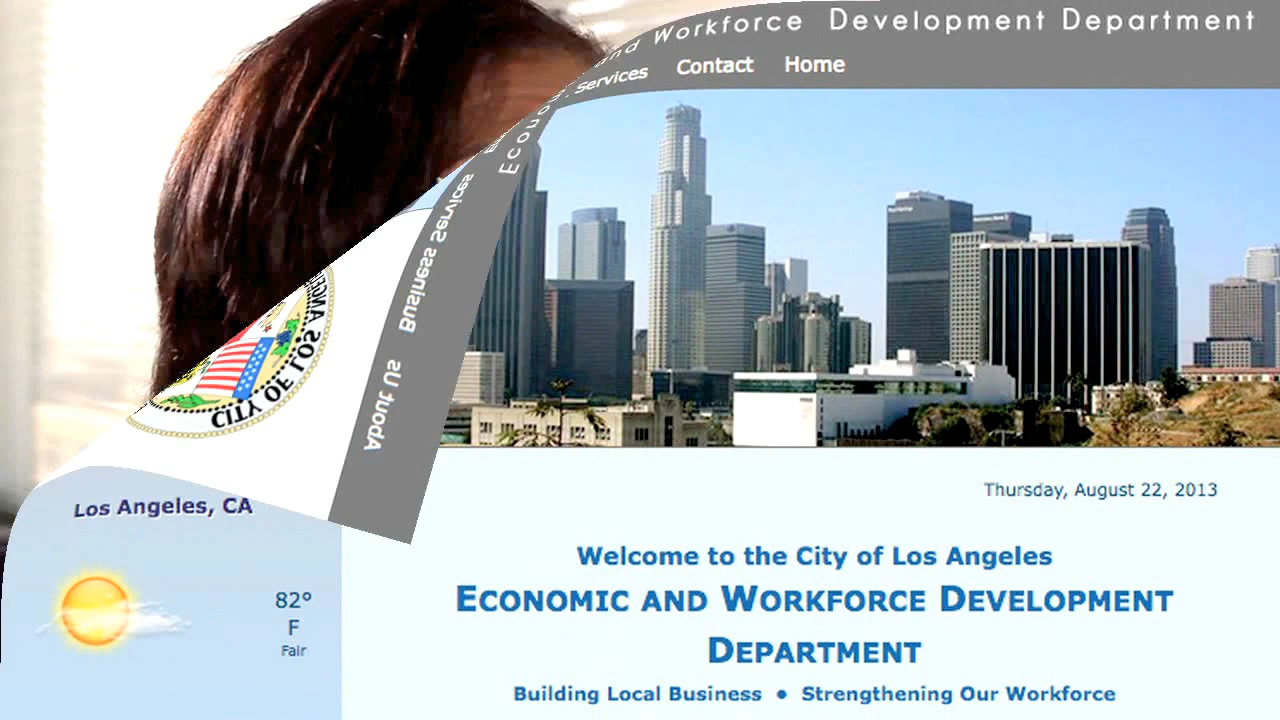 Economic and Workforce Development Department
Services Contact Home
About Us Business Services
CITY OF LOS ANGE
Thursday, August 22, 2013
Los Angeles, CA
82°
F
Fair
Welcome to the City of Los Angeles
ECONOMIC AND WORKFORCE DEVELOPMENT
DEPARTMENT
Building Local Business • Strengthening Our Workforce